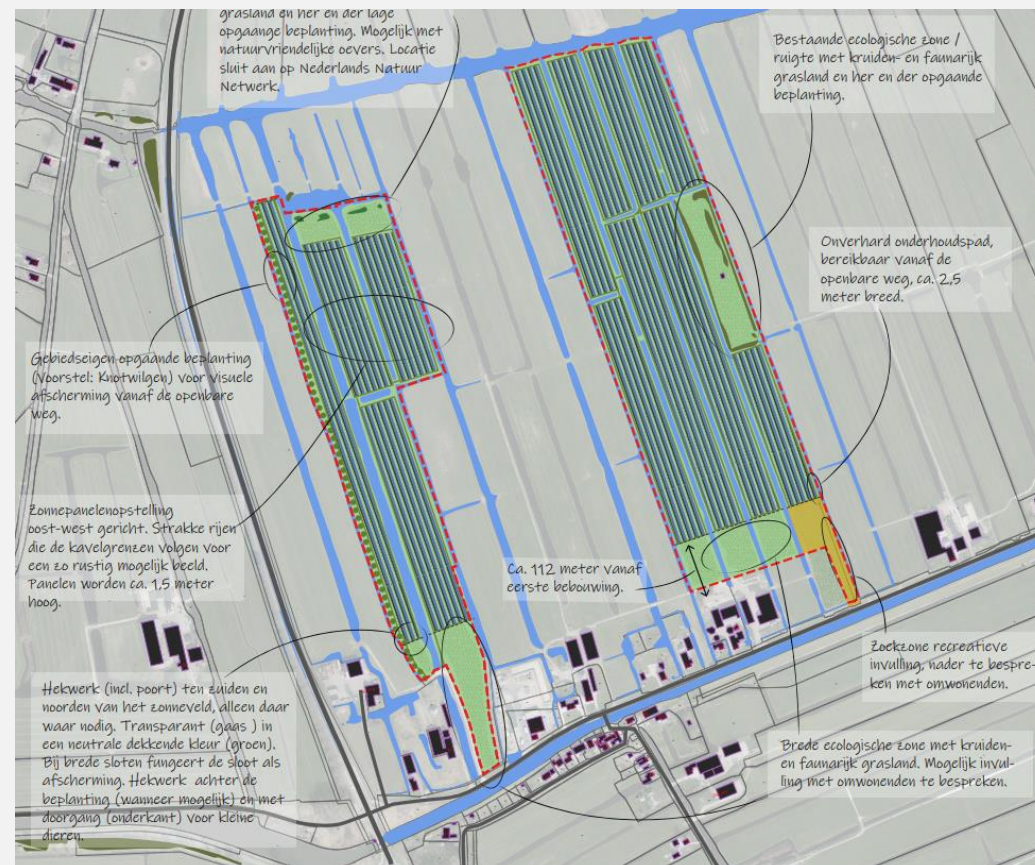 grasland en her en der lage
opgaande beplanting. Mogelijk met
natuurvriendelijke oevers. Locatie
sluit aan op Nederlands Natuur
Netwerk.
Bestaande ecologische zone /
ruigte met kruiden- en faunarijk
grasland en her en der opgaande
beplanting.
Onverhard onderhoudspad,
bereikbaar vanaf de
openbare weg, ca. 2,5
meter breed.
Gebiedseigen opgaande beplanting
(Voorstel: Knotwilgen) voor visuele
afscherming vanaf de openbare
weg.
Zonnepanelenopstelling
oost-west gericht. Strakke rijen
die de kavelgrenzen volgen voor
een zo rustig mogelijk beeld.
Panelen worden ca. 1,5 meter
hoog.
Ca. 112 meter vanaf
eerste bebouwing.
Zoekzone recreatieve
invulling, nader te bespre-
ken met omwonenden.
Hekwerk (incl. poort) ten zuiden en
noorden van het zonneveld, alleen daar
waar nodig. Transparant (gaas ) in
een neutrale dekkende kleur (groen).
Bij brede sloten fungeert de sloot als
afscherming. Hekwerk achter de
beplanting (wanneer mogelijk) en met
doorgang (onderkant) voor kleine
dieren.
Brede ecologische zone met kruiden-
en faunarijk grasland. Mogelijk invul-
ling met omwonenden te bespreken.